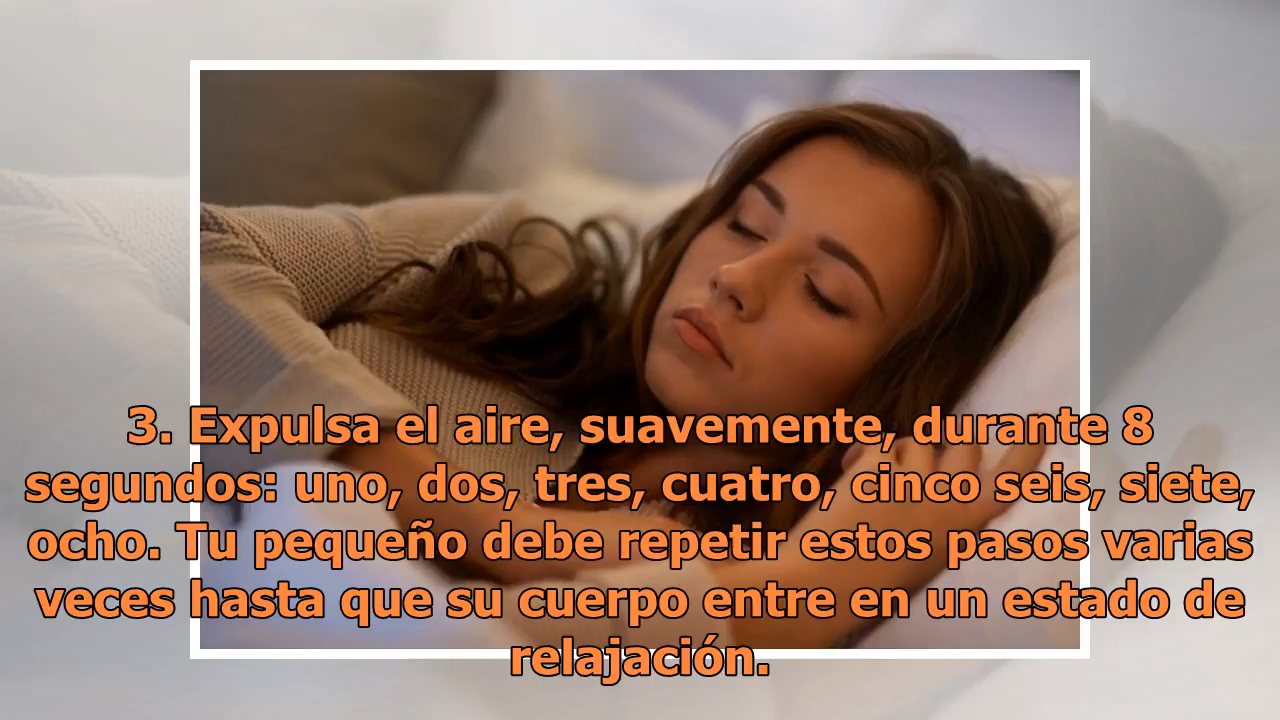 3. Expulsa el aire, suavemente, durante 8
segundos: uno, dos, tres, cuatro, cinco seis, siete,
ocho. Tu pequeño debe repetir estos pasos varias
veces hasta que su cuerpo entre en un estado de
relajación.